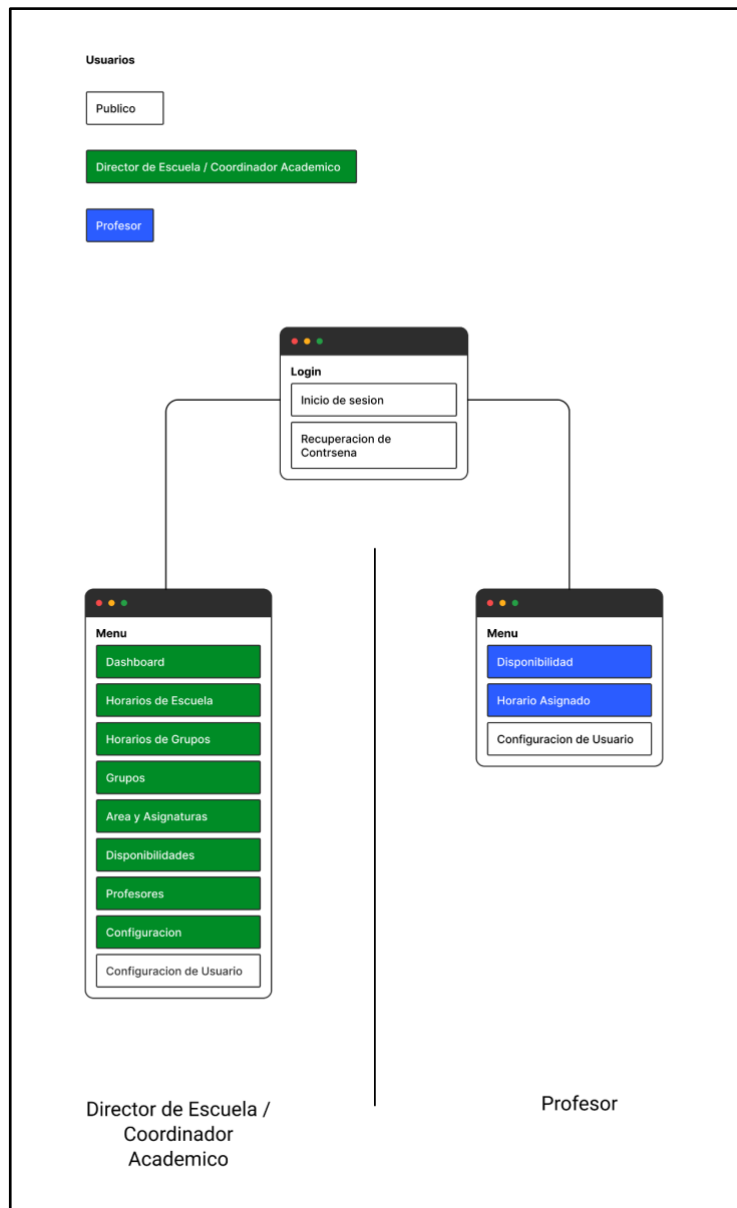 Usuarios
Publico
Director de Escuela / Coordinador Academico
Profesor
Login
Inicio de sesion
Recuperacion de
Contrsena
Menu
Dashboard
Horarios de Escuela
Horarios de Grupos
Grupos
Area y Asignaturas
Disponibilidades
Profesores
Configuracion
Configuracion de Usuario
Menu
Disponibilidad
Horario Asignado
Configuracion de Usuario
Director de Escuela /
Coordinador
Academico
Profesor